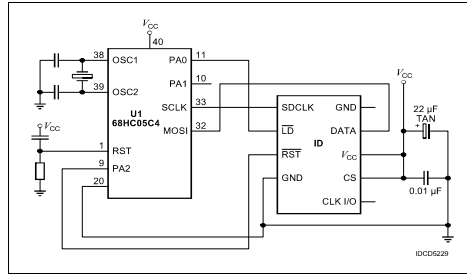 VCC
40
38 OSC1 PA0 11
PA1 10
39 OSC2
SCLK 33 SDCLK GND
U1
68HC05C4 MOSI 32
22 µF
TAN
+
LD DATA
ID
VCC
1 RST RST VCC
9 PA2
20 GND CS
0.01 µF
CLK I/O
IDCD5229